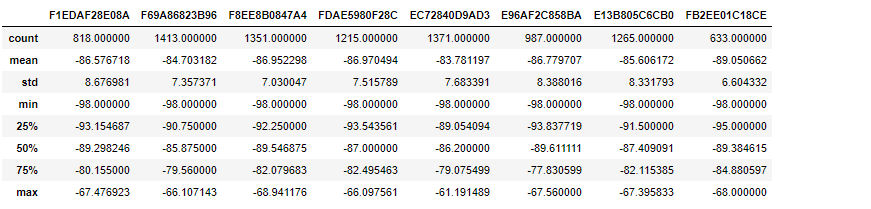 F1EDAF28E08A F69A86823B96 F8EE8B0847A4 FDAE5980F28C EC72840D9AD3 E96AF2C858BA E13B805C6CB0 FB2EE01C18CE
count 818.000000 1413.000000 1351.000000 1215.000000 1371.000000 987.000000 1265.000000 633.000000
mean -86.576718 -84.703182 -86.952298 -86.970494 -83.781197 -86.779707 -85.606172 -89.050662
std 8.676981 7.357371 7.030047 7.515789 7.683391 8.388016 8.331793 6.604332
min -98.000000 -98.000000 -98.000000 -98.000000 -98.000000 -98.000000 -98.000000 -98.000000
25% -93.154687 -90.750000 -92.250000 -93.543561 -89.054094 -93.837719 -91.500000 -95.000000
50% -89.298246 -85.875000 -89.546875 -87.000000 -86.200000 -89.611111 -87.409091 -89.384615
75% -80.155000 -79.560000 -82.079683 -82.495463 -79.075499 -77.830599 -82.115385 -84.880597
max -67.476923 -66.107143 -68.941176 -66.097561 -61.191489 -67.560000 -67.395833 -68.000000